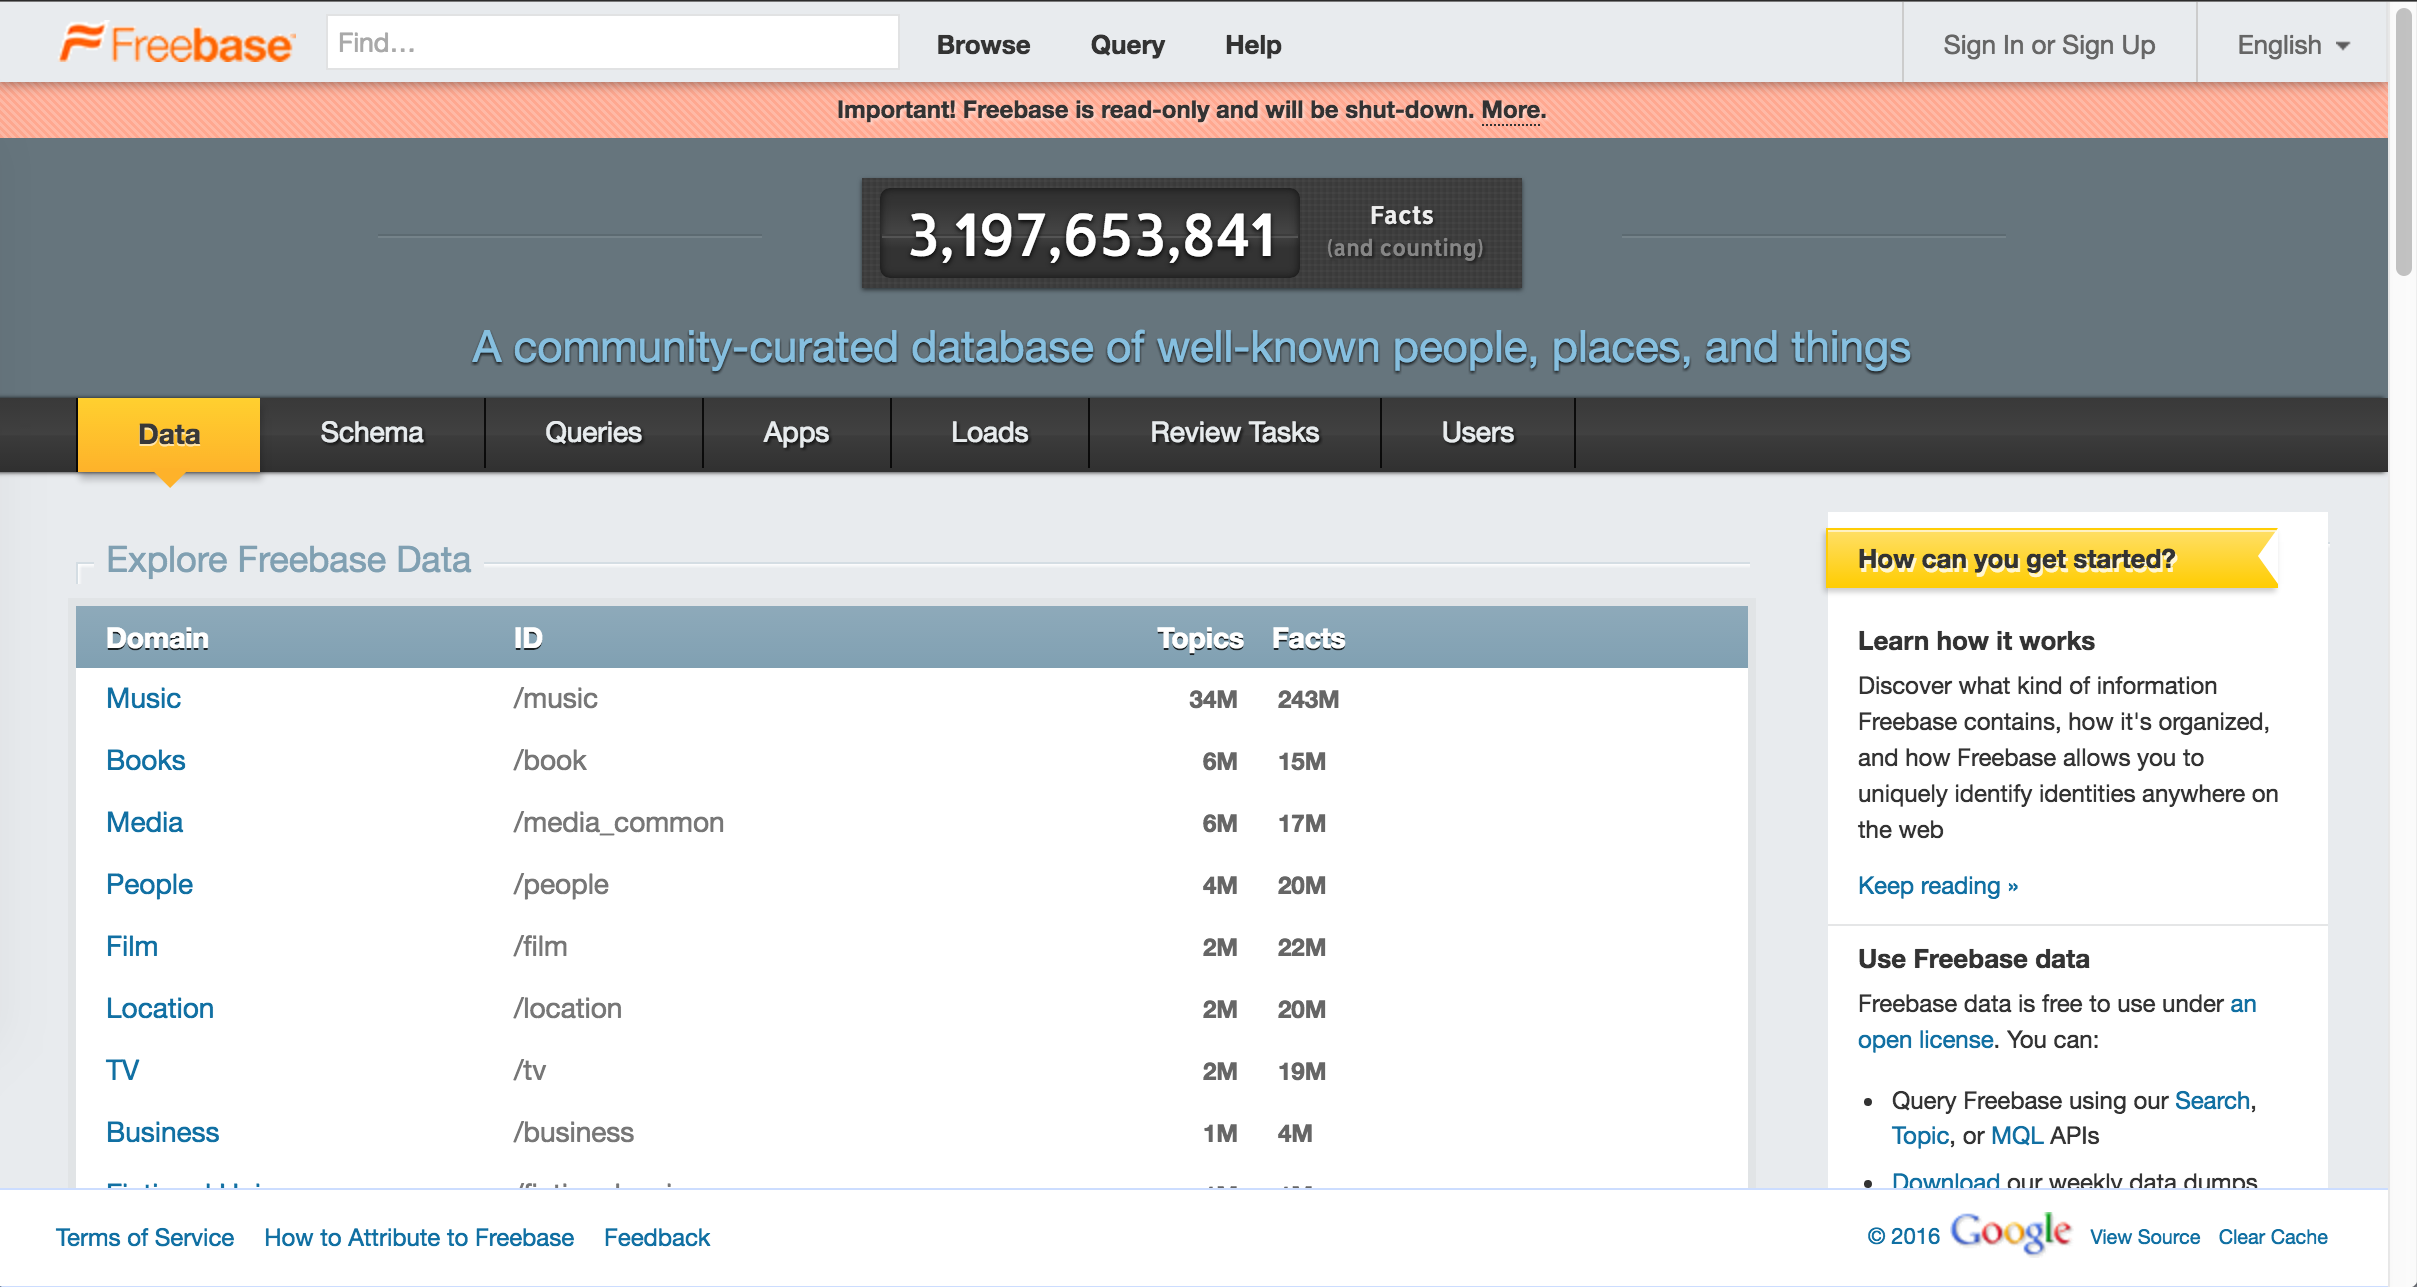 Freebase
Find...
Browse Query Help
Sign In or Sign Up English
Important! Freebase is read-only and will be shut-down. More.
3,197,653,841 Facts
(and counting)
A community-curated database of well-known people, places, and things
Data Schema Queries Apps Loads Review Tasks Users
Explore Freebase Data
Domain ID Topics Facts
Music /music 34M 243M
Books /book 6M 15M
Media /media_common 6M 17M
People /people 4M 20M
Film /film 2M 22M
Location /location 2M 20M
TV /tv 2M 19M
Business /business 1M 4M
How can you get started?
Learn how it works
Discover what kind of information
Freebase contains, how it's organized,
and how Freebase allows you to
uniquely identify identities anywhere on
the web
Keep reading »
Use Freebase data
Freebase data is free to use under an
open license. You can:
• Query Freebase using our Search,
Topic, or MQL APIs
• Download our weekly data dumps
Terms of Service How to Attribute to Freebase Feedback
© 2016 Google View Source Clear Cache